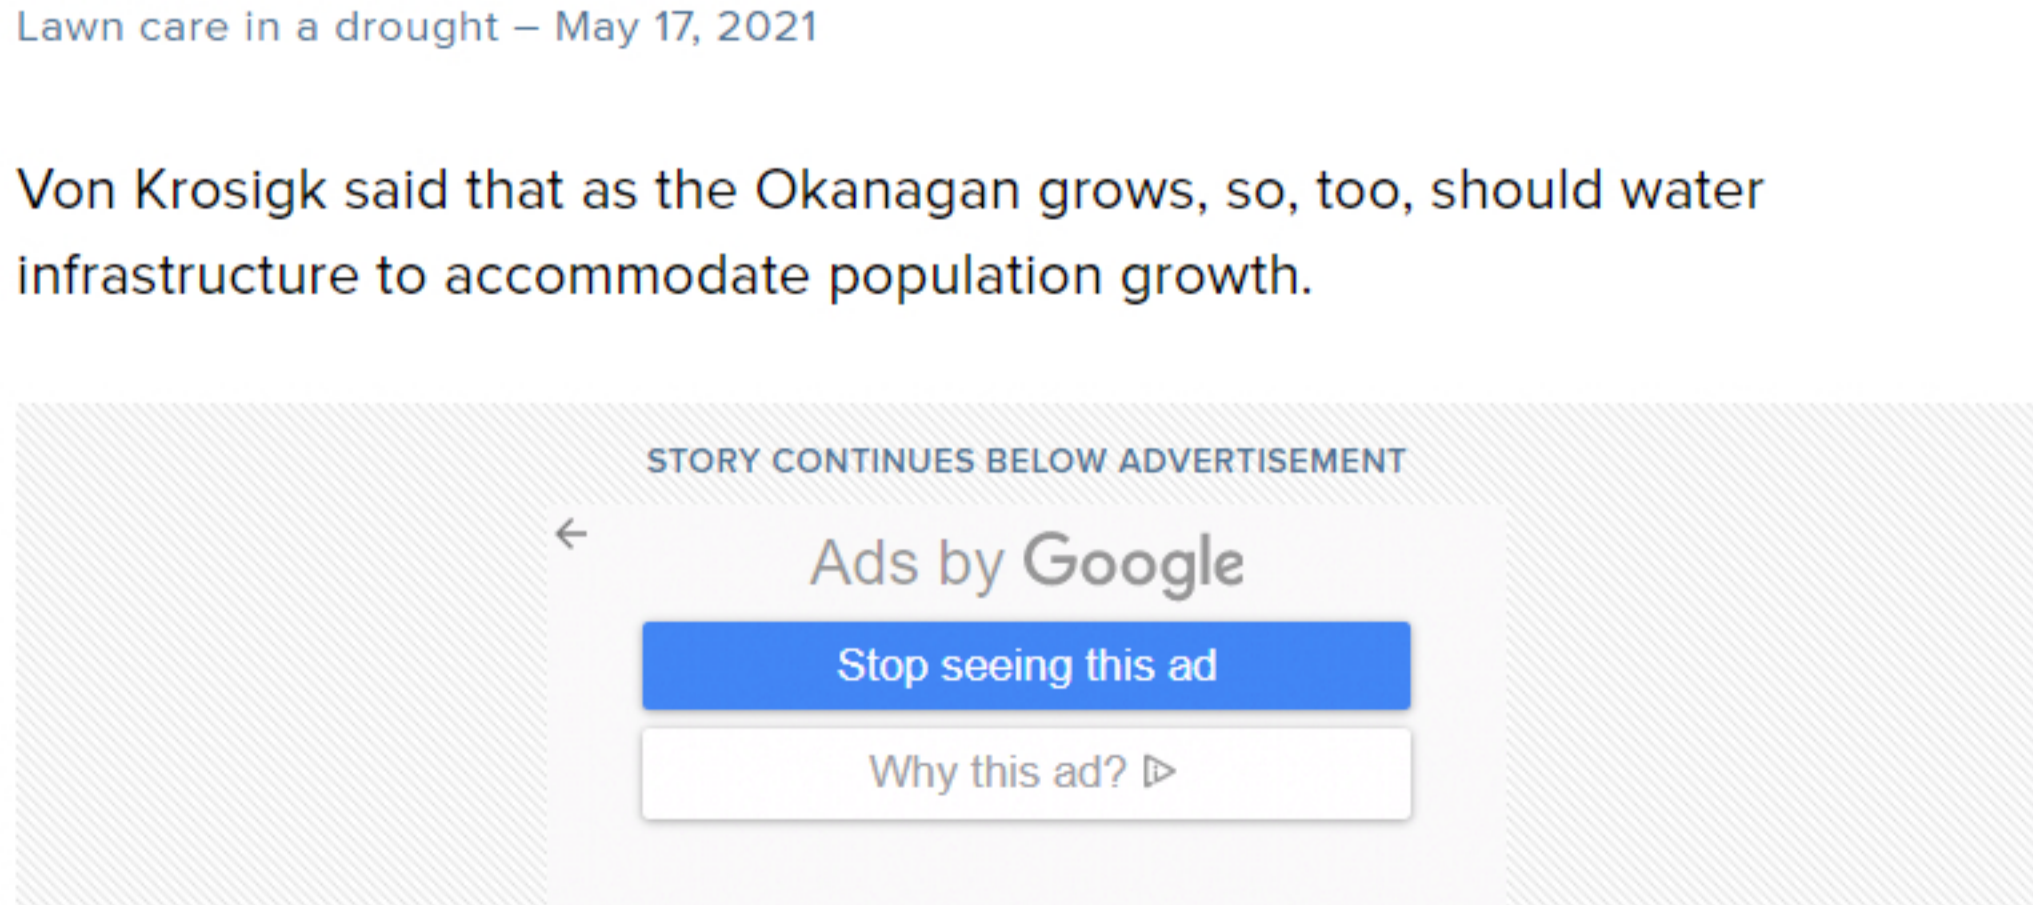 Lawn care in a drought – May 17, 2021
Von Krosigk said that as the Okanagan grows, so, too, should water
infrastructure to accommodate population growth.
STORY CONTINUES BELOW ADVERTISEMENT
Ads by Google
Stop seeing this ad
Why this ad?